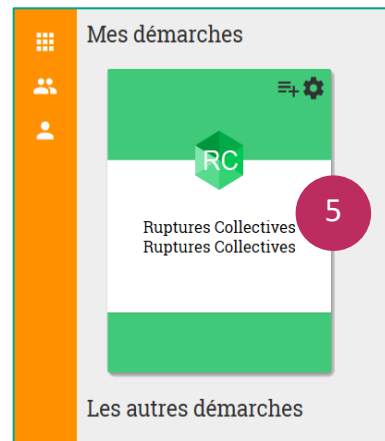 Mes démarches
RC
Ruptures Collectives
Ruptures Collectives
5
Les autres démarches